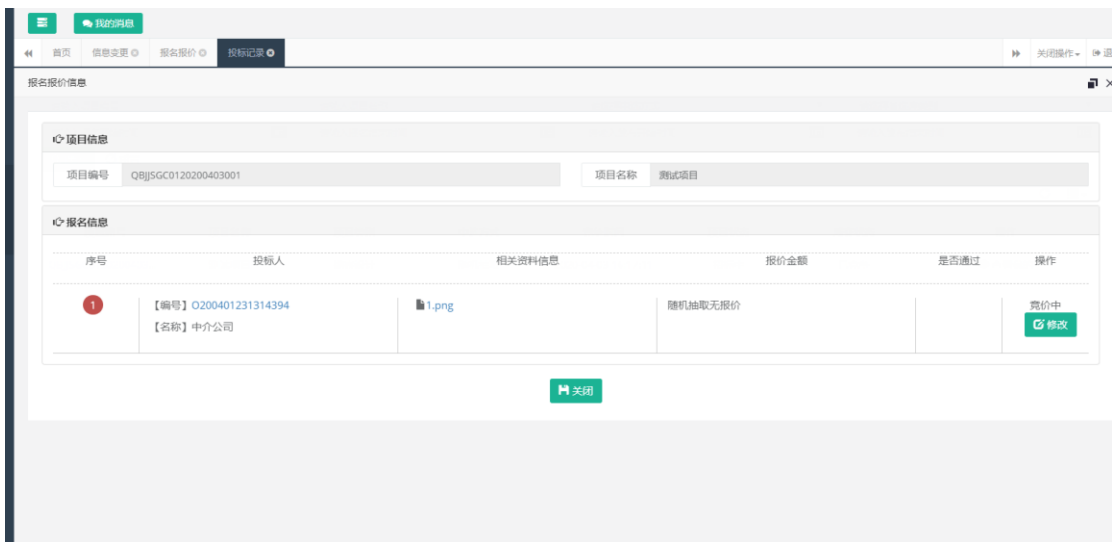 我的消息
首页 信息变更 报名报价 投标记录 关闭操作 退
报名报价信息
项目信息
项目编号 QBJJSGC0120200403001 项目名称 测试项目
报名信息
序号 投标人 相关资料信息 报价金额 是否通过 操作
1 【编号】O200401231314394 1.png 随机抽取无报价 竞价中
【名称】中介公司 修改
关闭